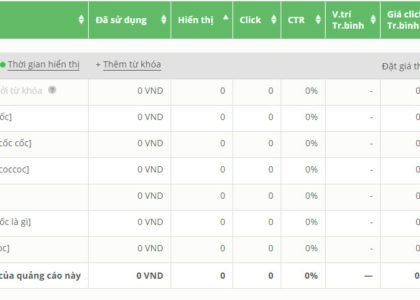 Đã sử dụng Hiển thị Click CTR V.trí Tr.bình Giá click Tr.bình
Thời gian hiển thị + Thêm từ khóa Đặt giá th
ởi từ khóa 0 VND 0 0 0% - 0
ốc] 0 VND 0 0 0% - 0
cốc cốc] 0 VND 0 0 0% - 0
coccoc] 0 VND 0 0 0% - 0
0 VND 0 0 0% - 0
ốc là gì] 0 VND 0 0 0% - 0
oc] 0 VND 0 0 0% - 0
của quảng cáo này 0 VND 0 0 0% — 0